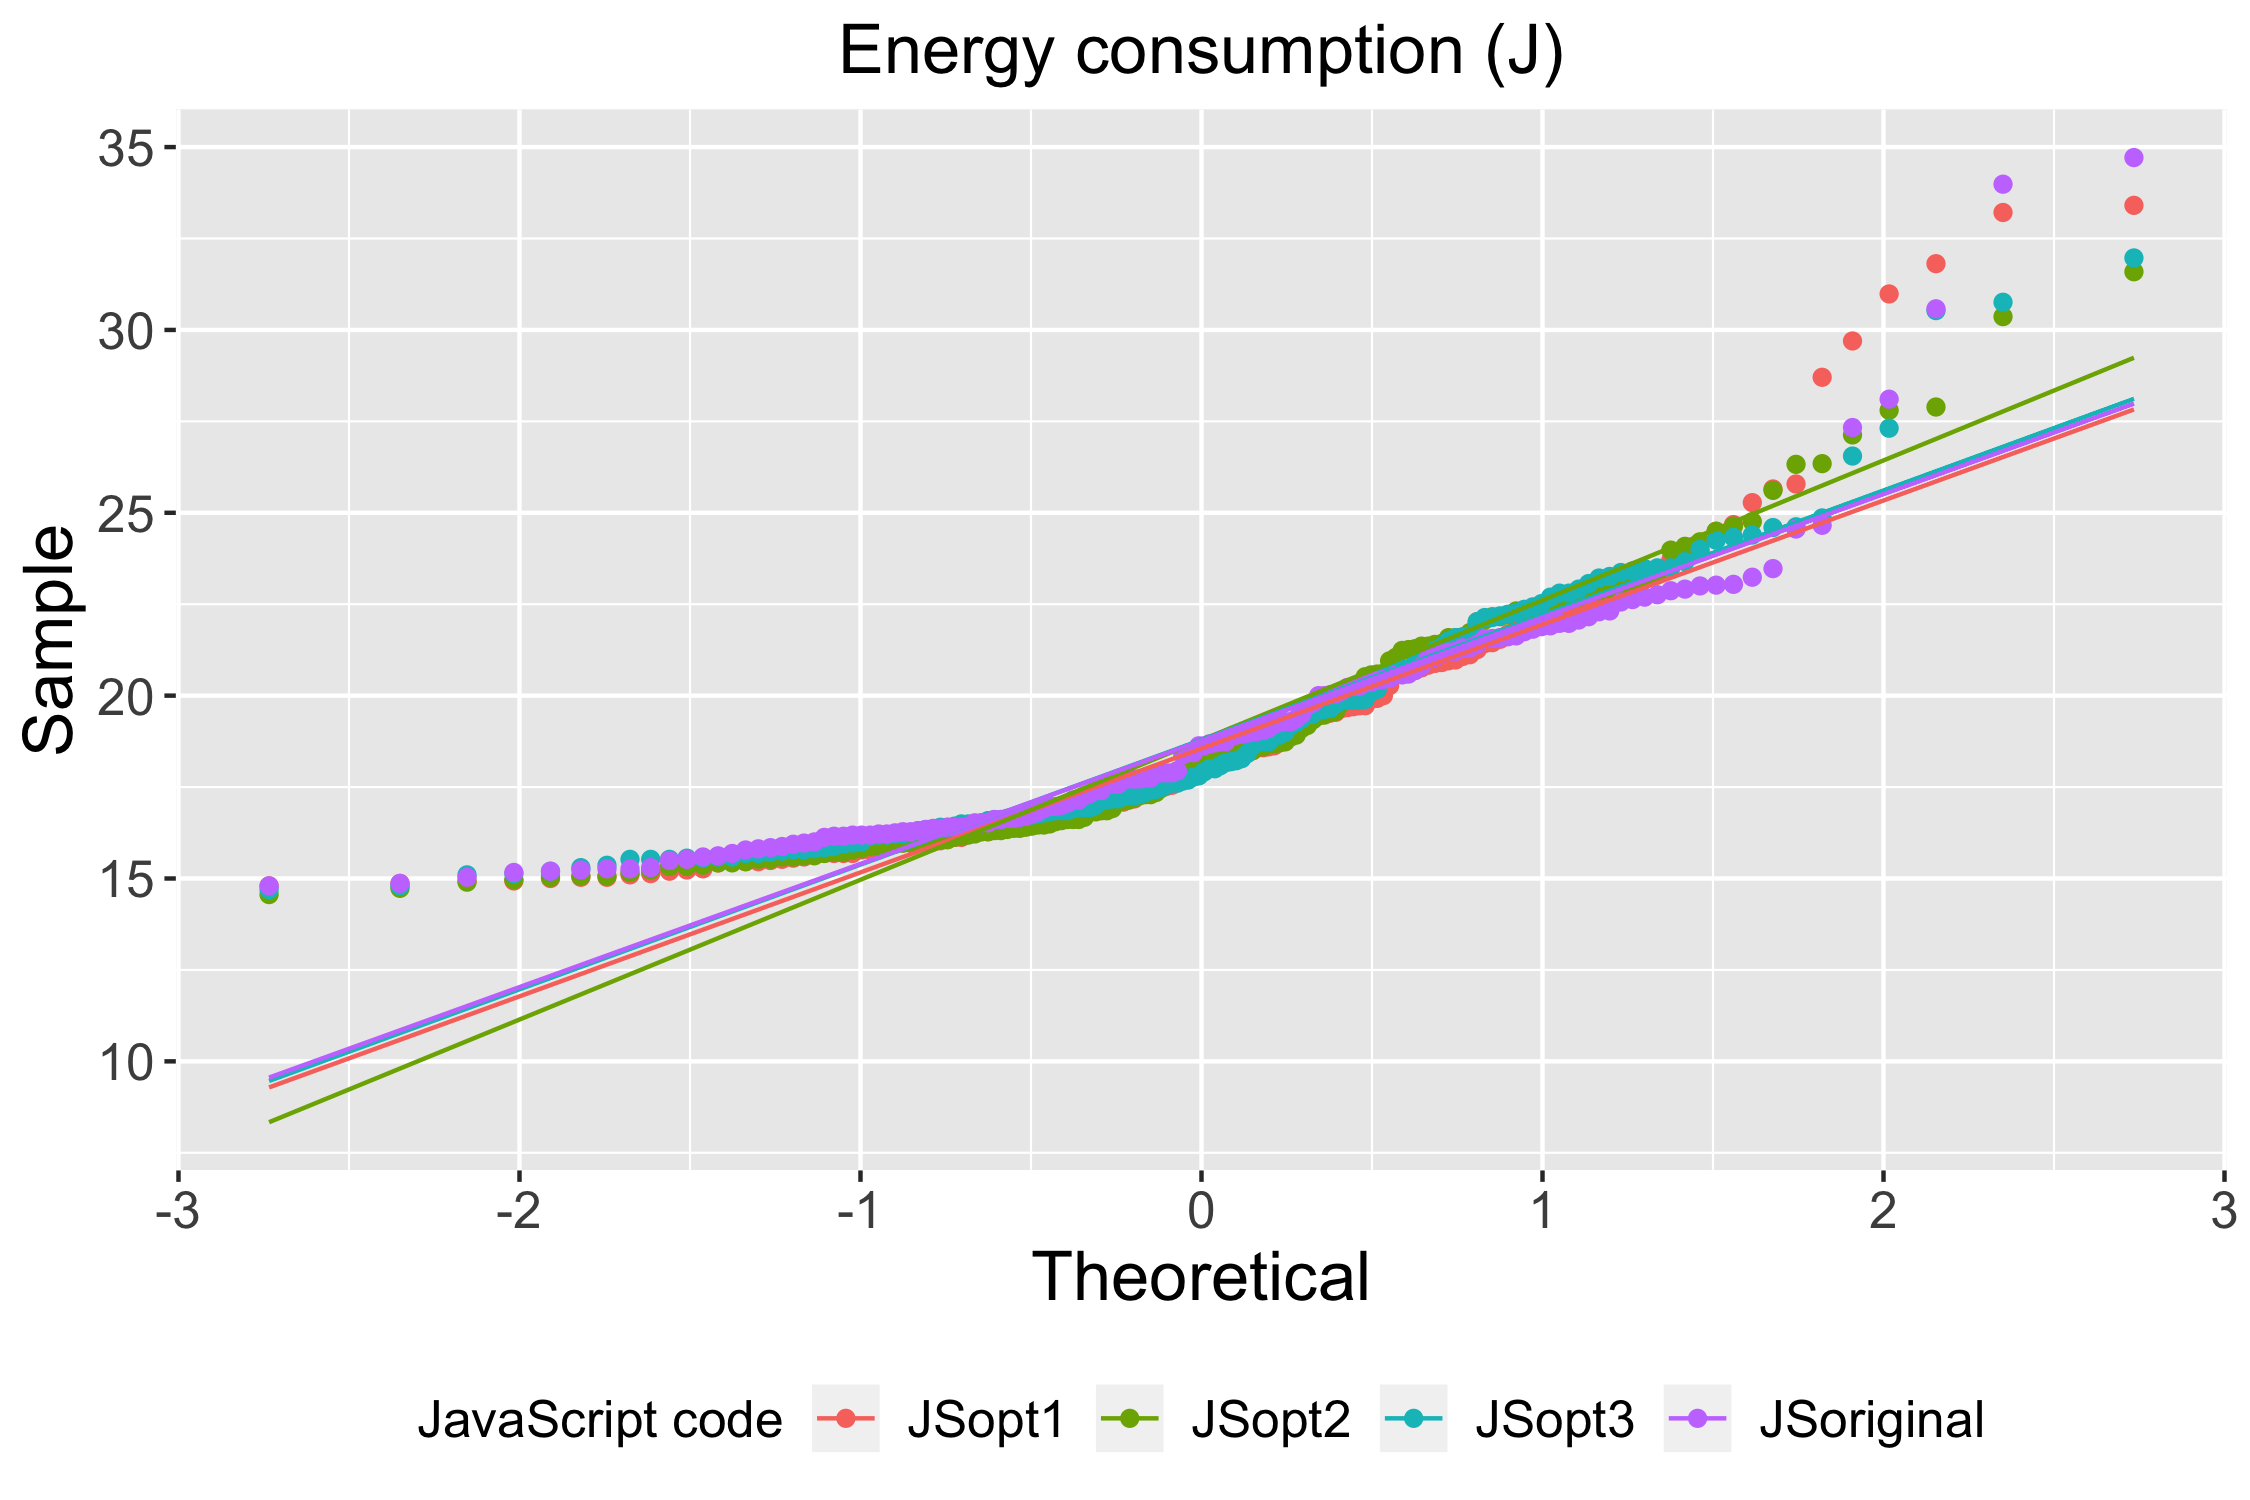 Energy consumption (J)
35
30
25
20
15
10
Sample
-3 -2 -1 0 1 2 3
Theoretical
JavaScript code JSopt1 JSopt2 JSopt3 JSoriginal